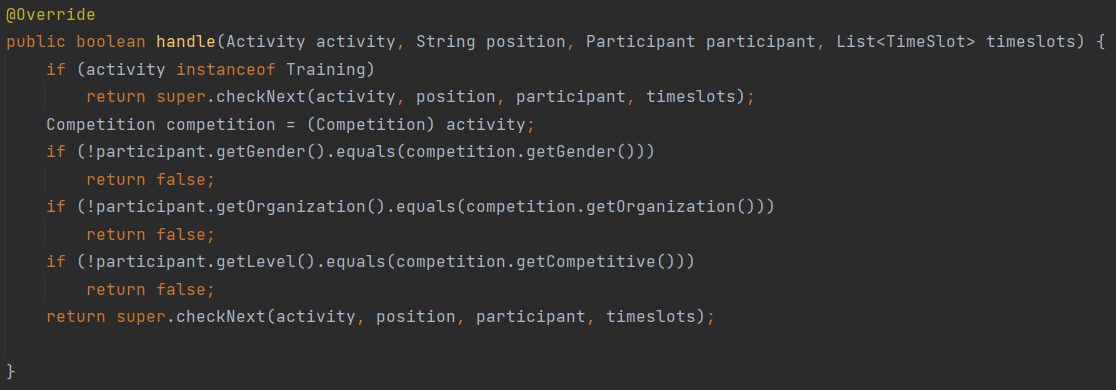 @Override
public boolean handle(Activity activity, String position, Participant participant, List<TimeSlot> timeslots) {
    if (activity instanceof Training)
        return super.checkNext(activity, position, participant, timeslots);
    Competition competition = (Competition) activity;
    if (!participant.getGender().equals(competition.getGender()))
        return false;
    if (!participant.getOrganization().equals(competition.getOrganization()))
        return false;
    if (!participant.getLevel().equals(competition.getCompetitive()))
        return false;
    return super.checkNext(activity, position, participant, timeslots);
}